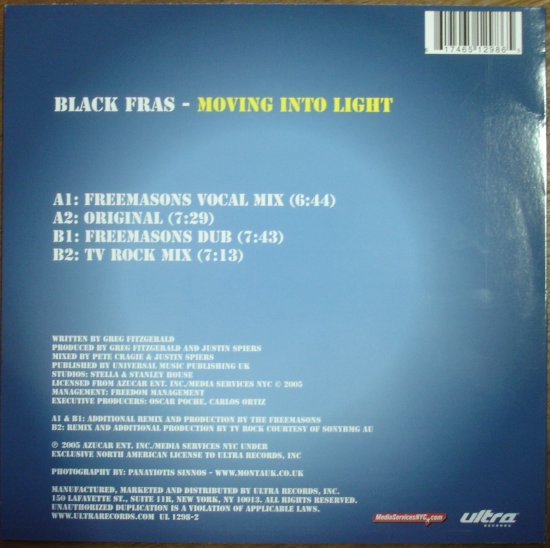 6 17465 12986
BLACK FRAS - MOVING INTO LIGHT
A1: FREEMASONS VOCAL MIX (6:44)
A2: ORIGINAL (7:29)
B1: FREEMASONS DUB (7:43)
B2: TV ROCK MIX (7:13)
WRITTEN BY GREG FITZGERALD
PRODUCED BY GREG FITZGERALD AND JUSTIN SPIERS
MIXED BY PETE CRAGIE & JUSTIN SPIERS
PUBLISHED BY UNIVERSAL MUSIC PUBLISHING UK
STUDIOS: STELLA & STANLEY HOUSE
LICENSED FROM AZUCAR ENT. INC./MEDIA SERVICES NYC © 2005
MANAGEMENT: FREEDOM MANAGEMENT
EXECUTIVE PRODUCERS: OSCAR POCHE, CARLOS ORTIZ
A1 & B1: ADDITIONAL REMIX AND PRODUCTION BY THE FREEMASONS
B2: REMIX AND ADDITIONAL PRODUCTION BY TV ROCK COURTESY OF SONYBMG AU
℗ 2005 AZUCAR ENT. INC./MEDIA SERVICES NYC UNDER
EXCLUSIVE NORTH AMERICAN LICENSE TO ULTRA RECORDS, INC
PHOTOGRAPHY BY: PANAYIOTIS SINNOS - WWW.MONTAUK.CO.UK
MANUFACTURED, MARKETED AND DISTRIBUTED BY ULTRA RECORDS, INC.
150 LAFAYETTE ST., SUITE 11R, NEW YORK, NY 10013. ALL RIGHTS RESERVED.
UNAUTHORIZED DUPLICATION IS A VIOLATION OF APPLICABLE LAWS.
WWW.ULTRARECORDS.COM UL 1298-2
MediaServicesNYC.com
ultra
RECORDS